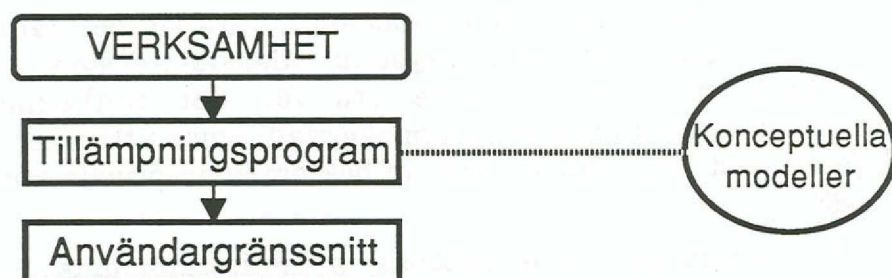 VERKSAMHET
Tillämpningsprogram
Konceptuella
modeller
Användargränssnitt